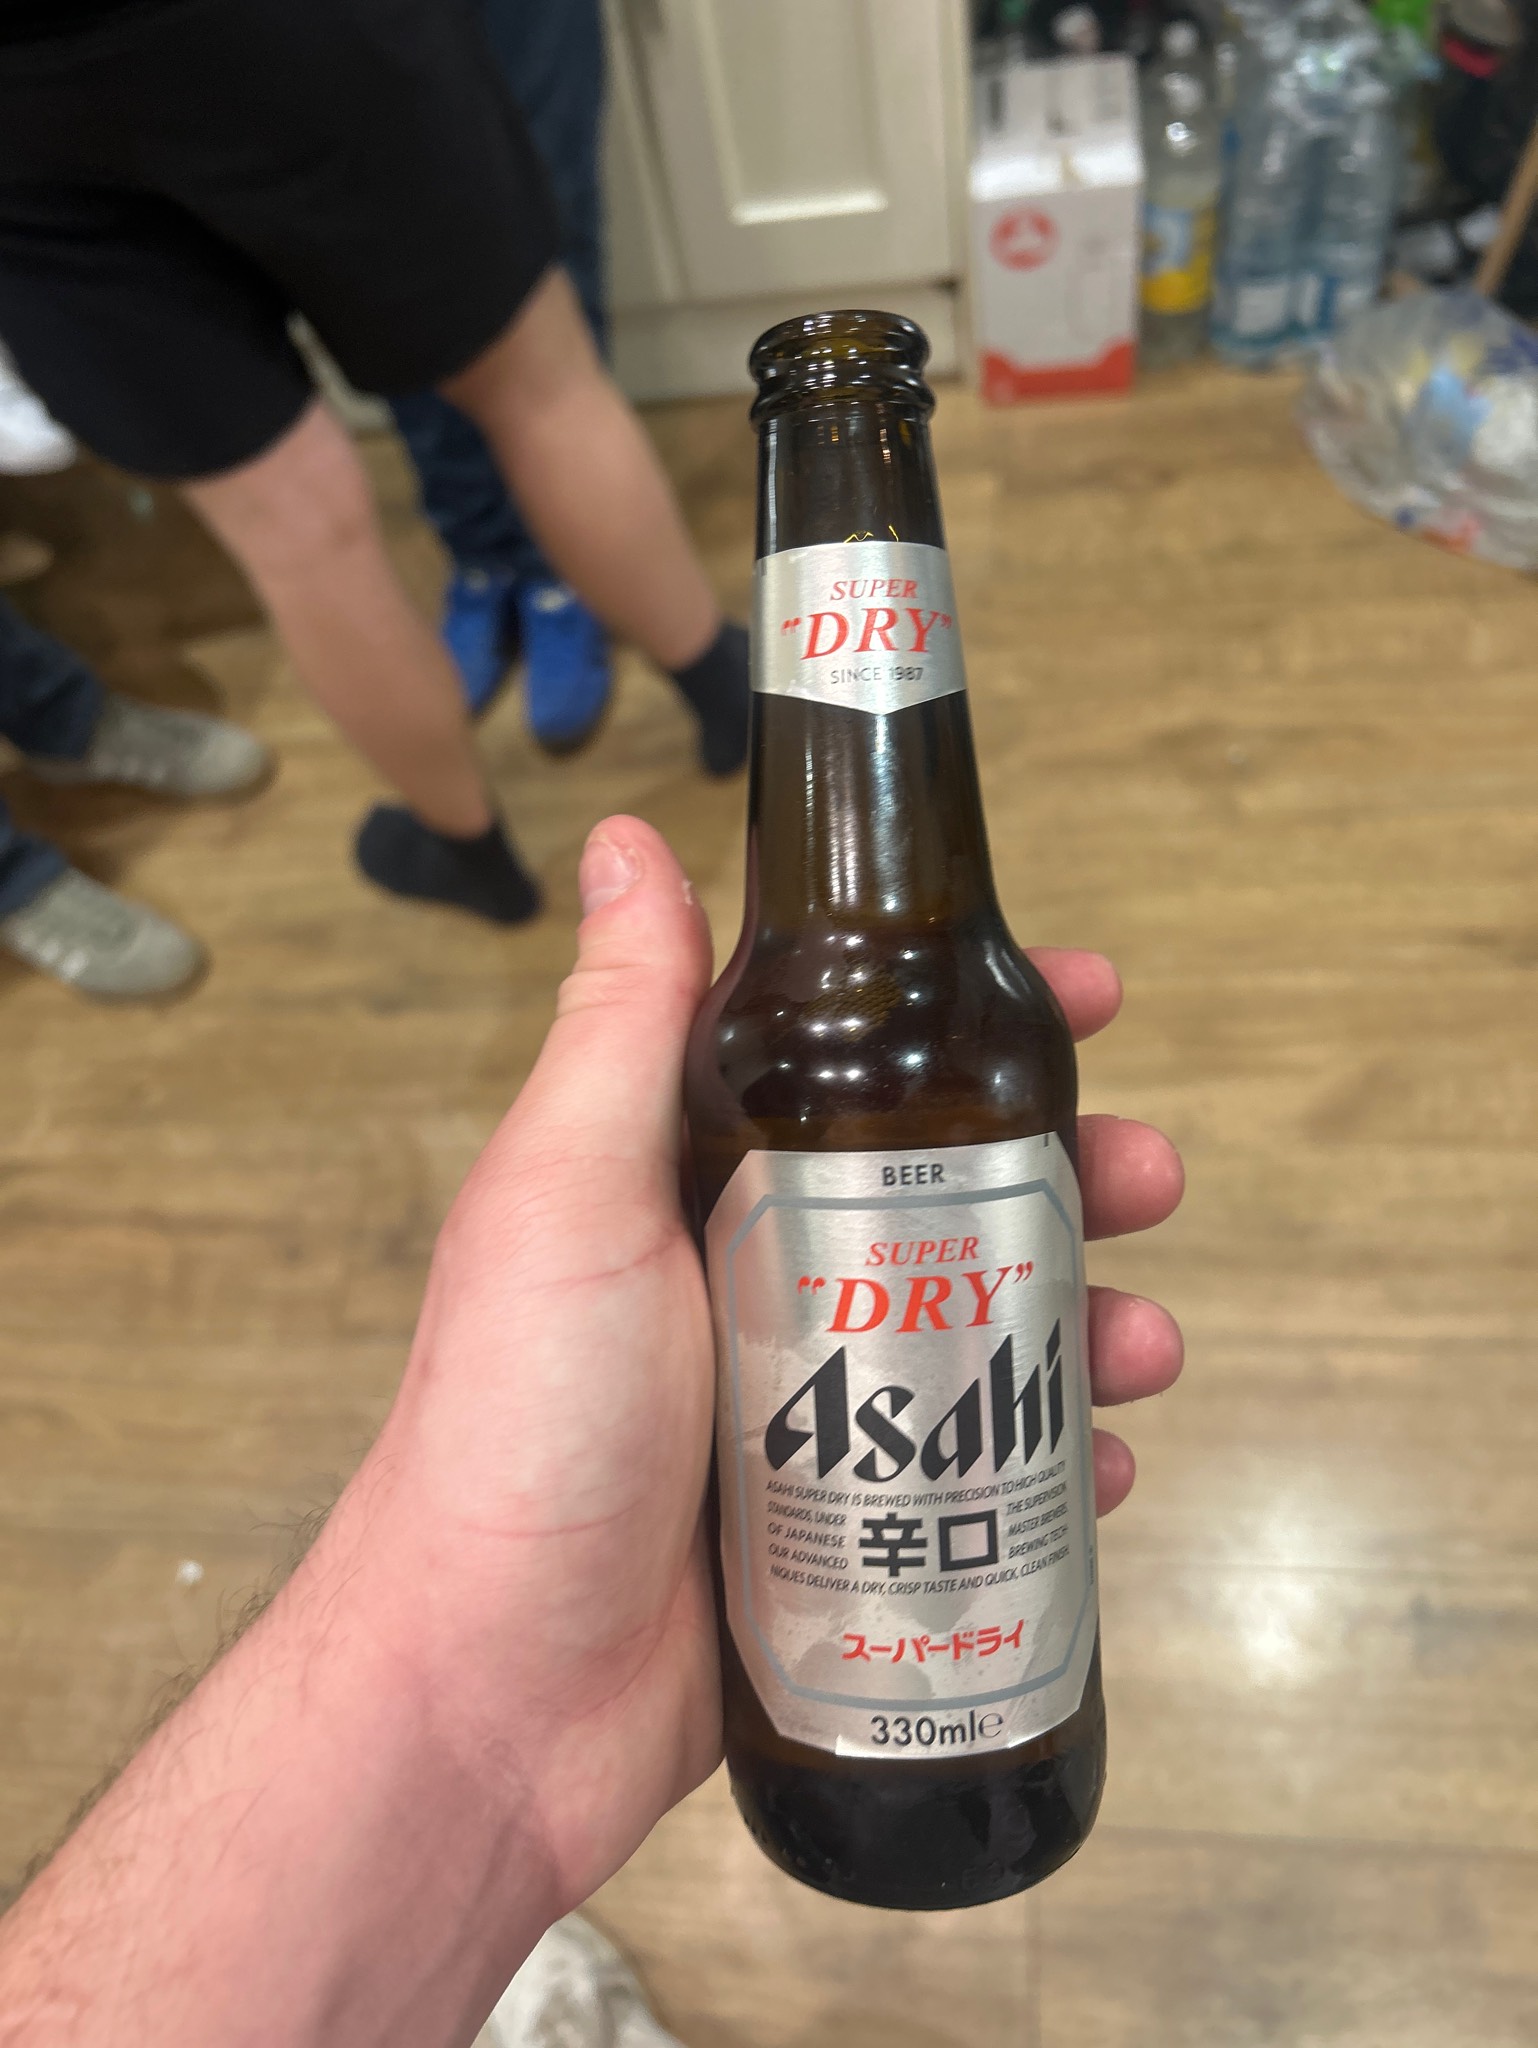 SUPER
"DRY"
SINCE 1987
BEER
SUPER
"DRY"
Asahi
ASAHI SUPER DRY IS BREWED WITH PRECISION TO HIGH QUALITY
STANDARDS, UNDER THE SUPERVISION
OF JAPANESE MASTER BREWERS
辛口
OUR ADVANCED BREWING TECH
NIQUES DELIVER A DRY, CRISP TASTE AND QUICK, CLEAN FINISH
スーパードライ
330ml℮